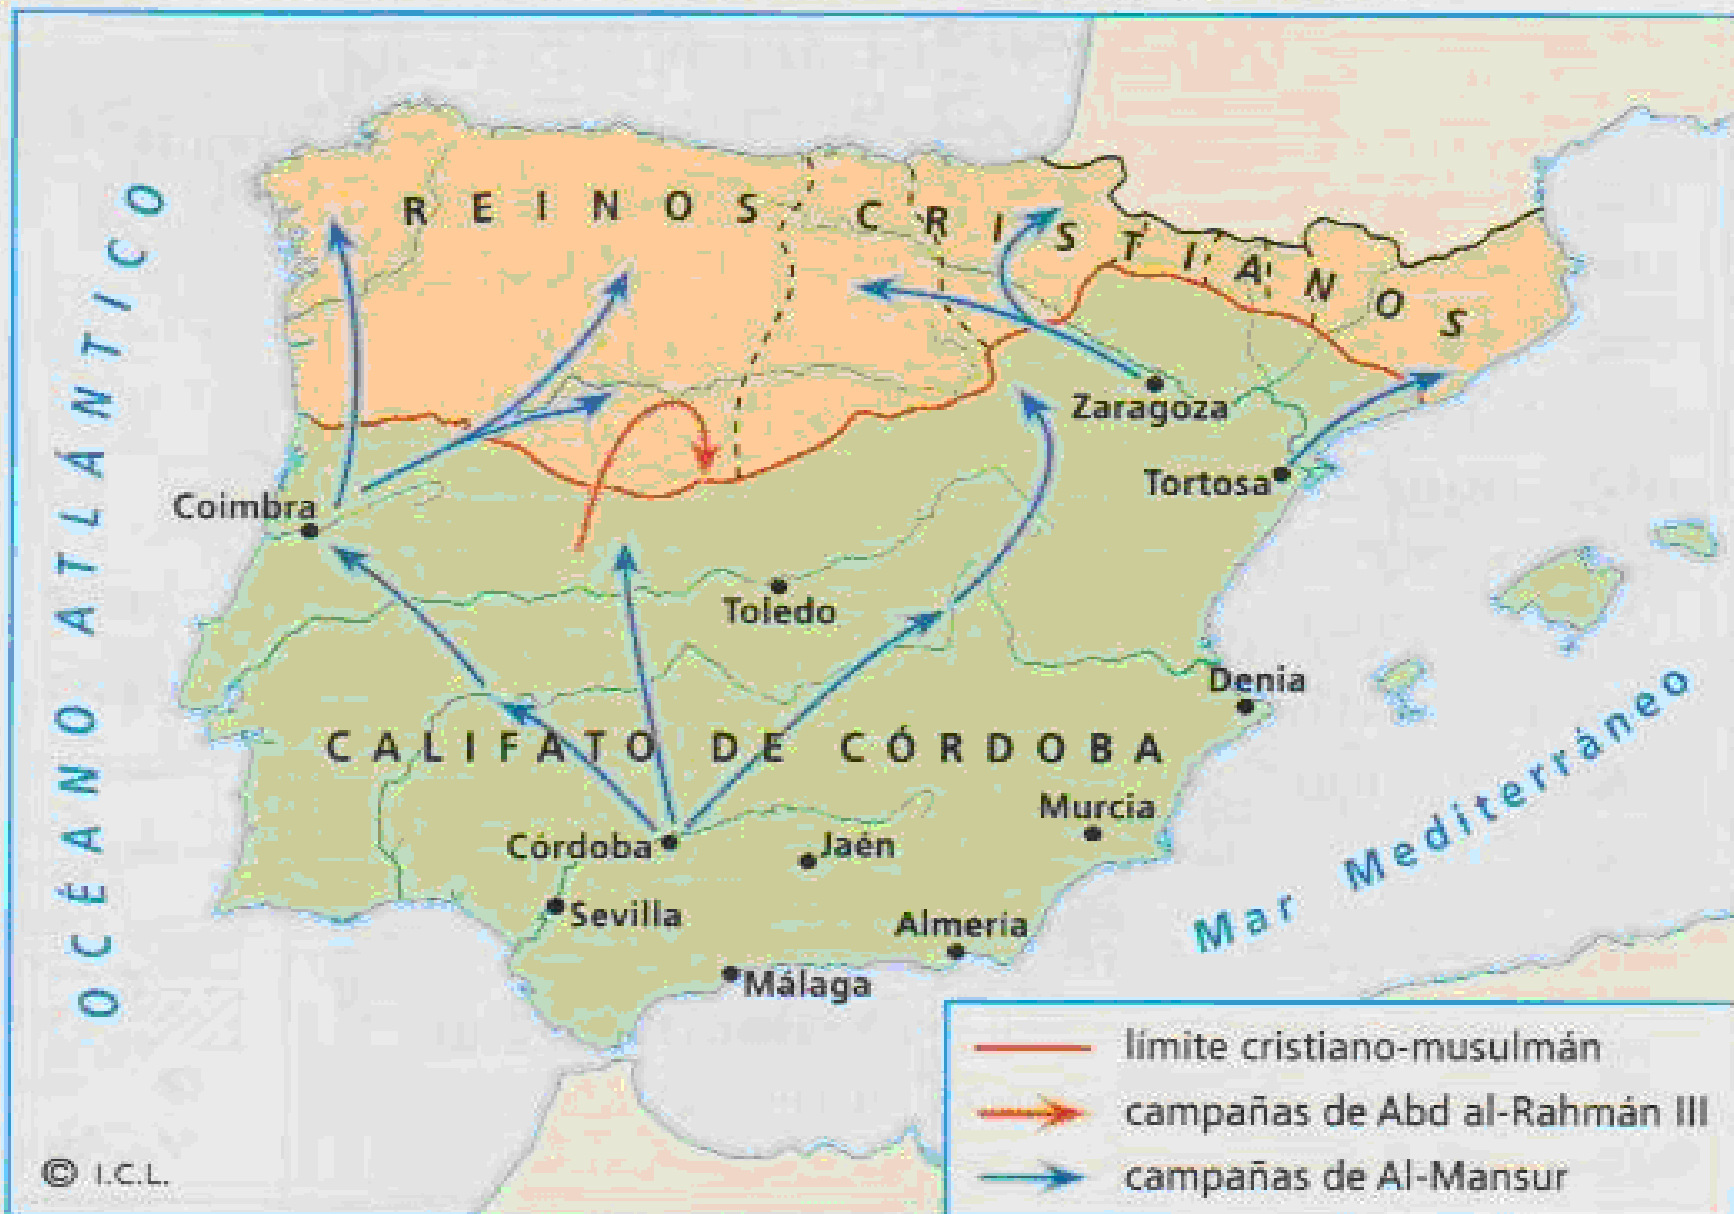 REINOS CRISTIANOS
OCÉANO ATLÁNTICO
Zaragoza
Tortosa
Coimbra
Toledo
Denia
CALIFATO DE CÓRDOBA
Murcia
Córdoba
Jaén
Sevilla
Almería
Málaga
Mar Mediterráneo
límite cristiano-musulmán
campañas de Abd al-Rahmán III
campañas de Al-Mansur
© I.C.L.